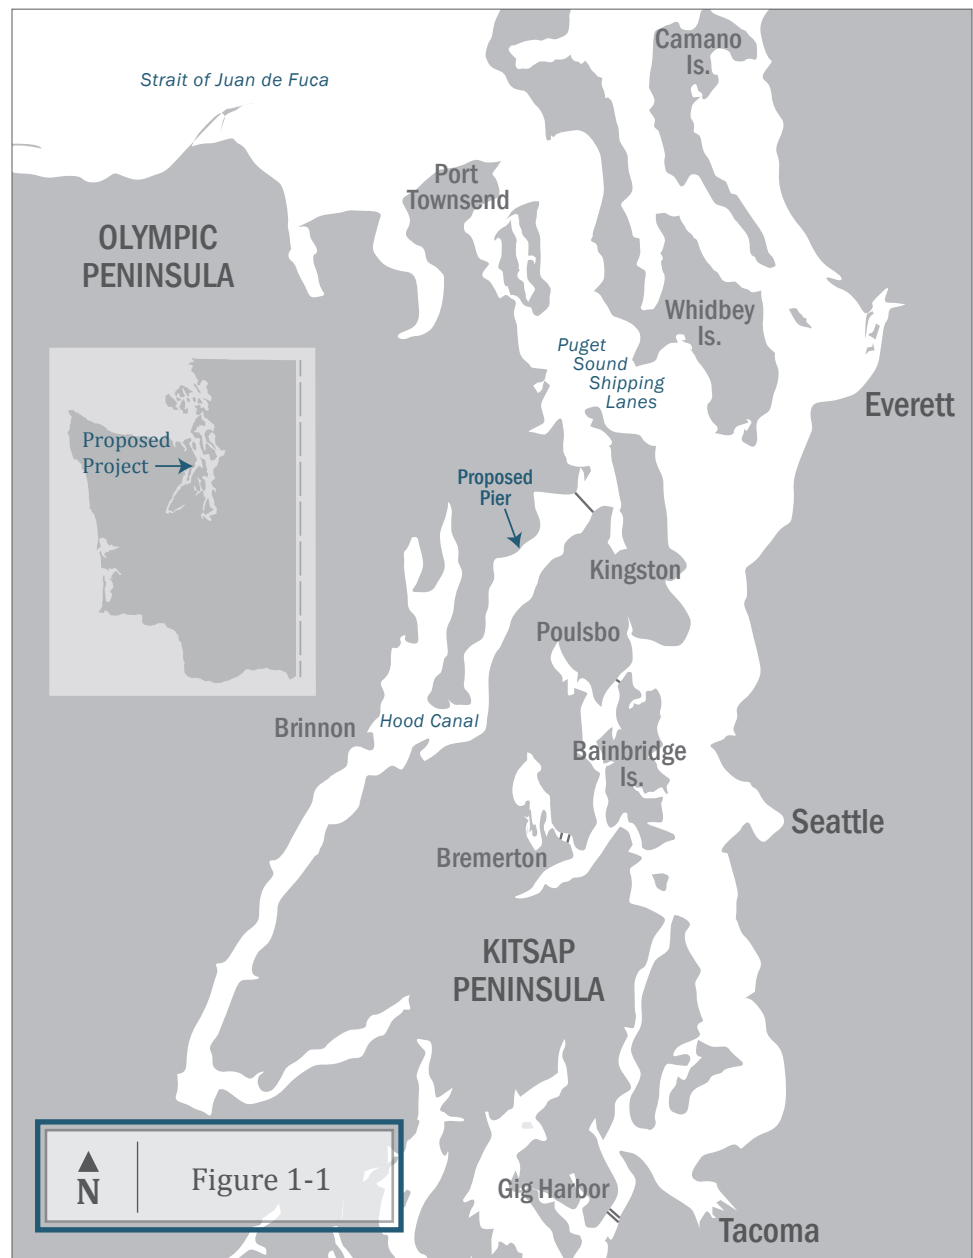 Camano
Is.
Strait of Juan de Fuca
Port
Townsend
OLYMPIC
PENINSULA
Whidbey
Is.
Puget
Sound
Shipping
Lanes
Everett
Proposed
Project
Proposed
Pier
Kingston
Poulsbo
Brinnon
Hood Canal
Bainbridge
Is.
Seattle
Bremerton
KITSAP
PENINSULA
N
Figure 1-1
Gig Harbor
Tacoma